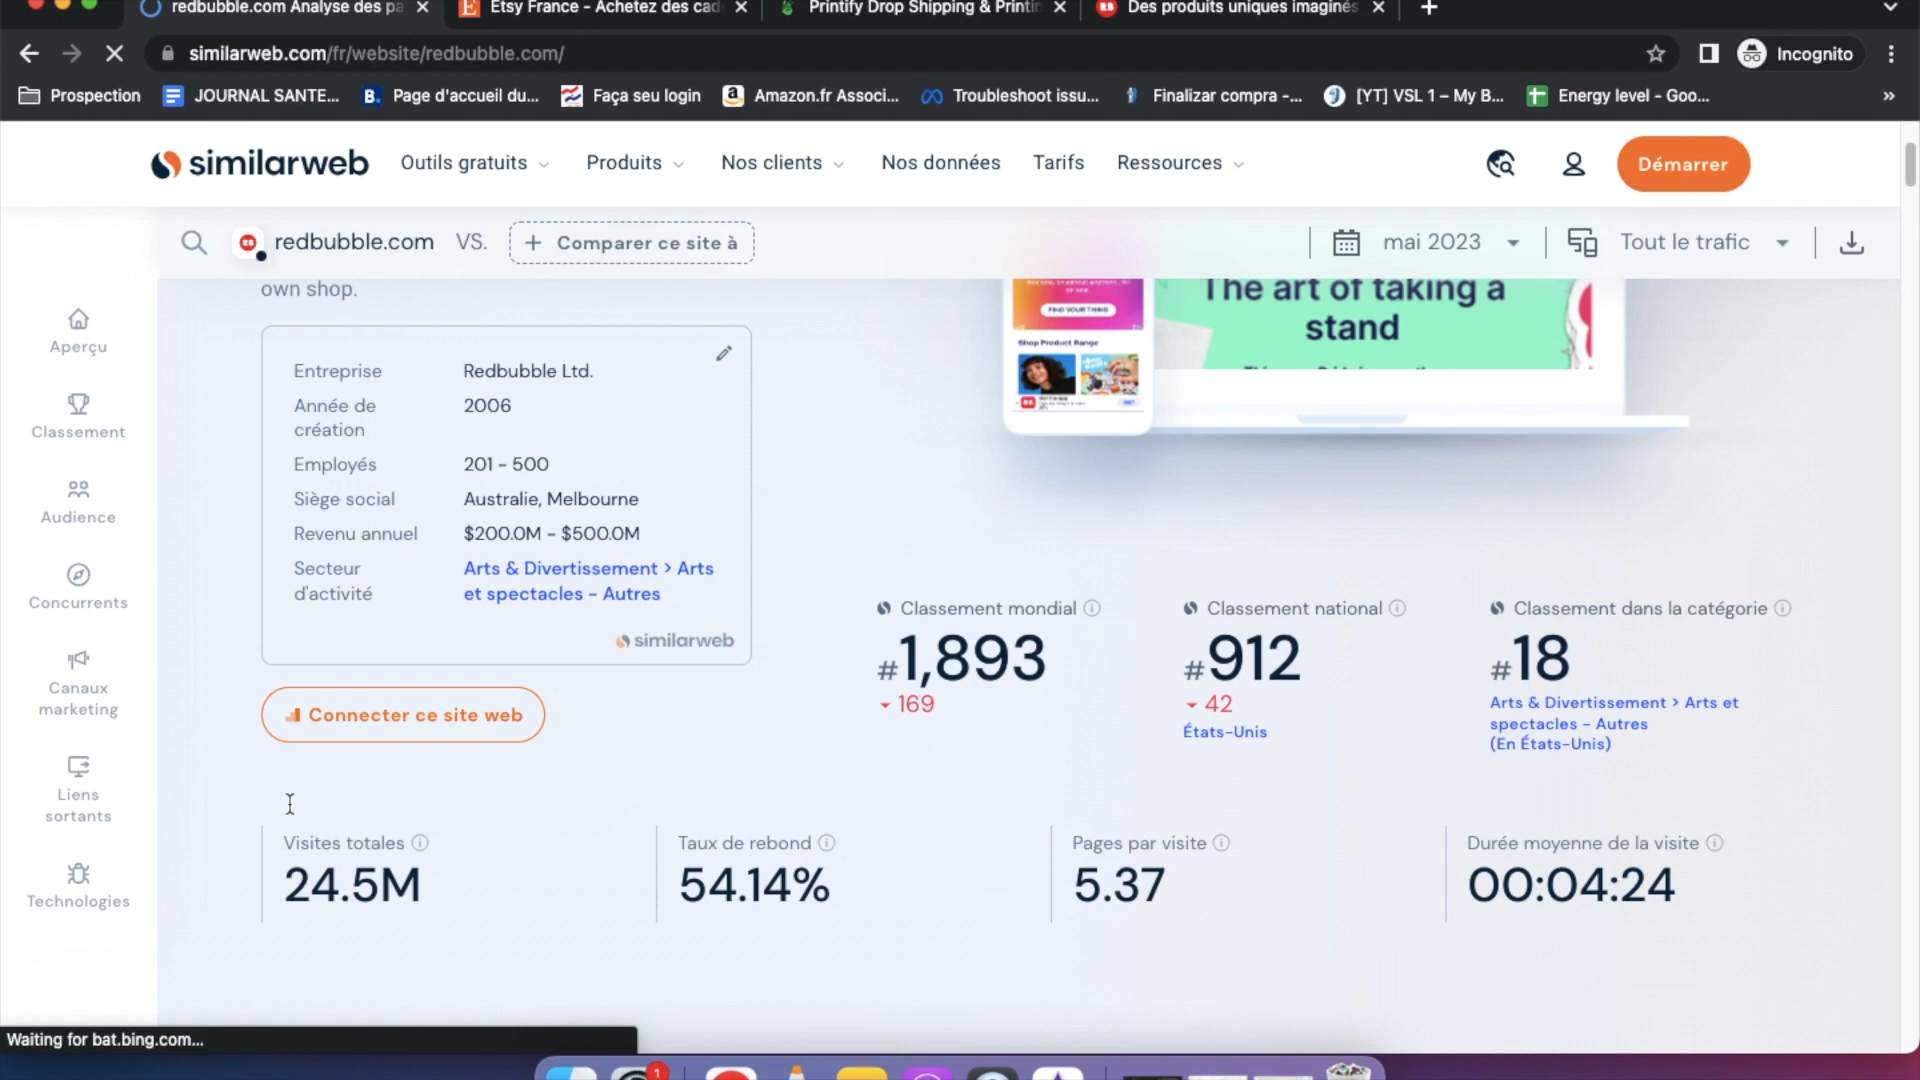 redbubble.com Analyse des pa
Etsy France - Achetez des cad
Printify Drop Shipping & Printin
Des produits uniques imaginés
similarweb.com/fr/website/redbubble.com/
Incognito
Prospection
JOURNAL SANTE...
Page d'accueil du...
Faça seu login
Amazon.fr Associ...
Troubleshoot issu...
Finalizar compra -...
[YT] VSL 1 – My B...
Energy level - Goo...
similarweb
Outils gratuits
Produits
Nos clients
Nos données
Tarifs
Ressources
Démarrer
redbubble.com
VS.
+ Comparer ce site à
mai 2023
Tout le trafic
own shop.
Entreprise
Redbubble Ltd.
Année de
création
2006
Employés
201 - 500
Siège social
Australie, Melbourne
Revenu annuel
$200.0M - $500.0M
Secteur
d'activité
Arts & Divertissement > Arts
et spectacles - Autres
similarweb
Connecter ce site web
FIND YOUR THING
Shop Product Range
The art of taking a
stand
Classement mondial
#1,893
169
Classement national
#912
42
États-Unis
Classement dans la catégorie
#18
Arts & Divertissement > Arts et
spectacles - Autres
(En États-Unis)
Visites totales
24.5M
Taux de rebond
54.14%
Pages par visite
5.37
Durée moyenne de la visite
00:04:24
Aperçu
Classement
Audience
Concurrents
Canaux
marketing
Liens
sortants
Technologies
Waiting for bat.bing.com...
1